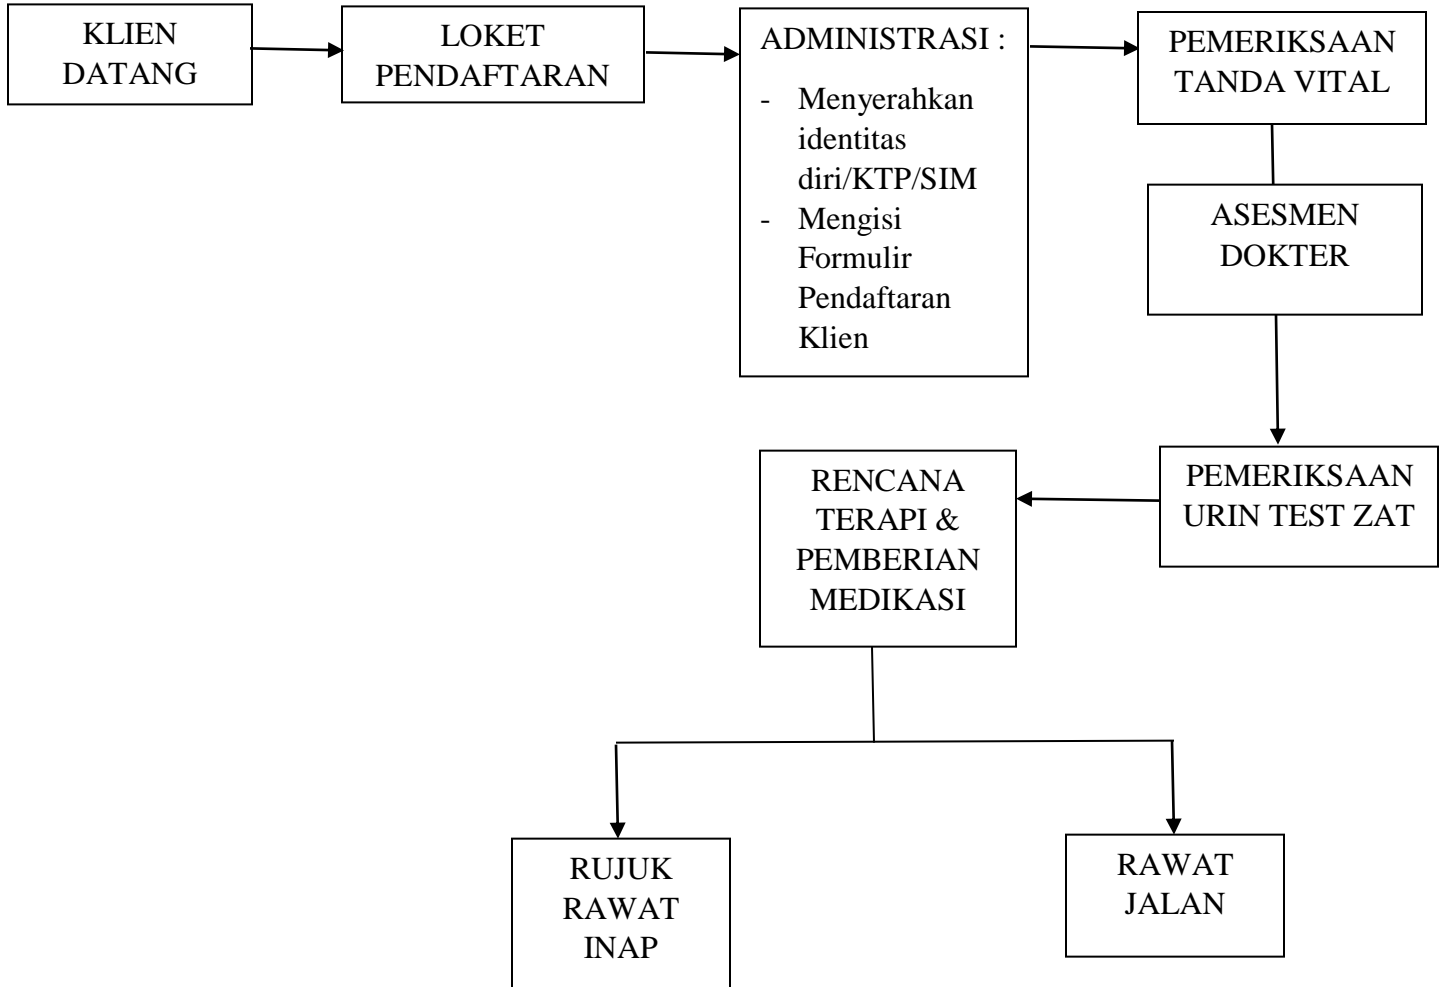 KLIEN
DATANG
LOKET
PENDAFTARAN
ADMINISTRASI :
- Menyerahkan
identitas
diri/KTP/SIM
- Mengisi
Formulir
Pendaftaran
Klien
PEMERIKSAAN
TANDA VITAL
ASESMEN
DOKTER
PEMERIKSAAN
URIN TEST ZAT
RENCANA
TERAPI &
PEMBERIAN
MEDIKASI
RUJUK
RAWAT
INAP
RAWAT
JALAN